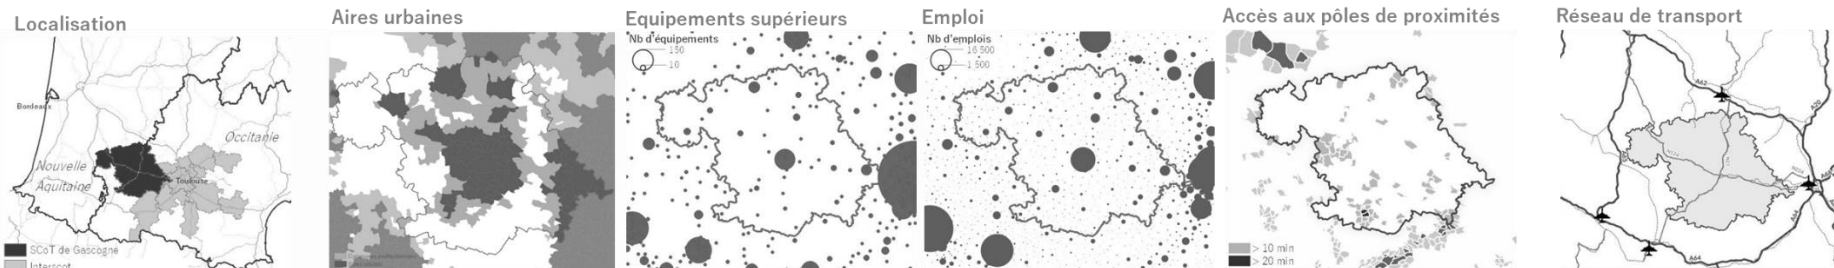 Localisation
Bordeaux
Occitanie
Nouvelle
Aquitaine
Toulouse
SCoT de Gascogne
Interscot
Aires urbaines
Equipements supérieurs
Nb d'équipements
150
10
Emploi
Nb d'emplois
16 500
1 500
Accès aux pôles de proximités
> 10 min
> 20 min
Réseau de transport
A62
A20
A64